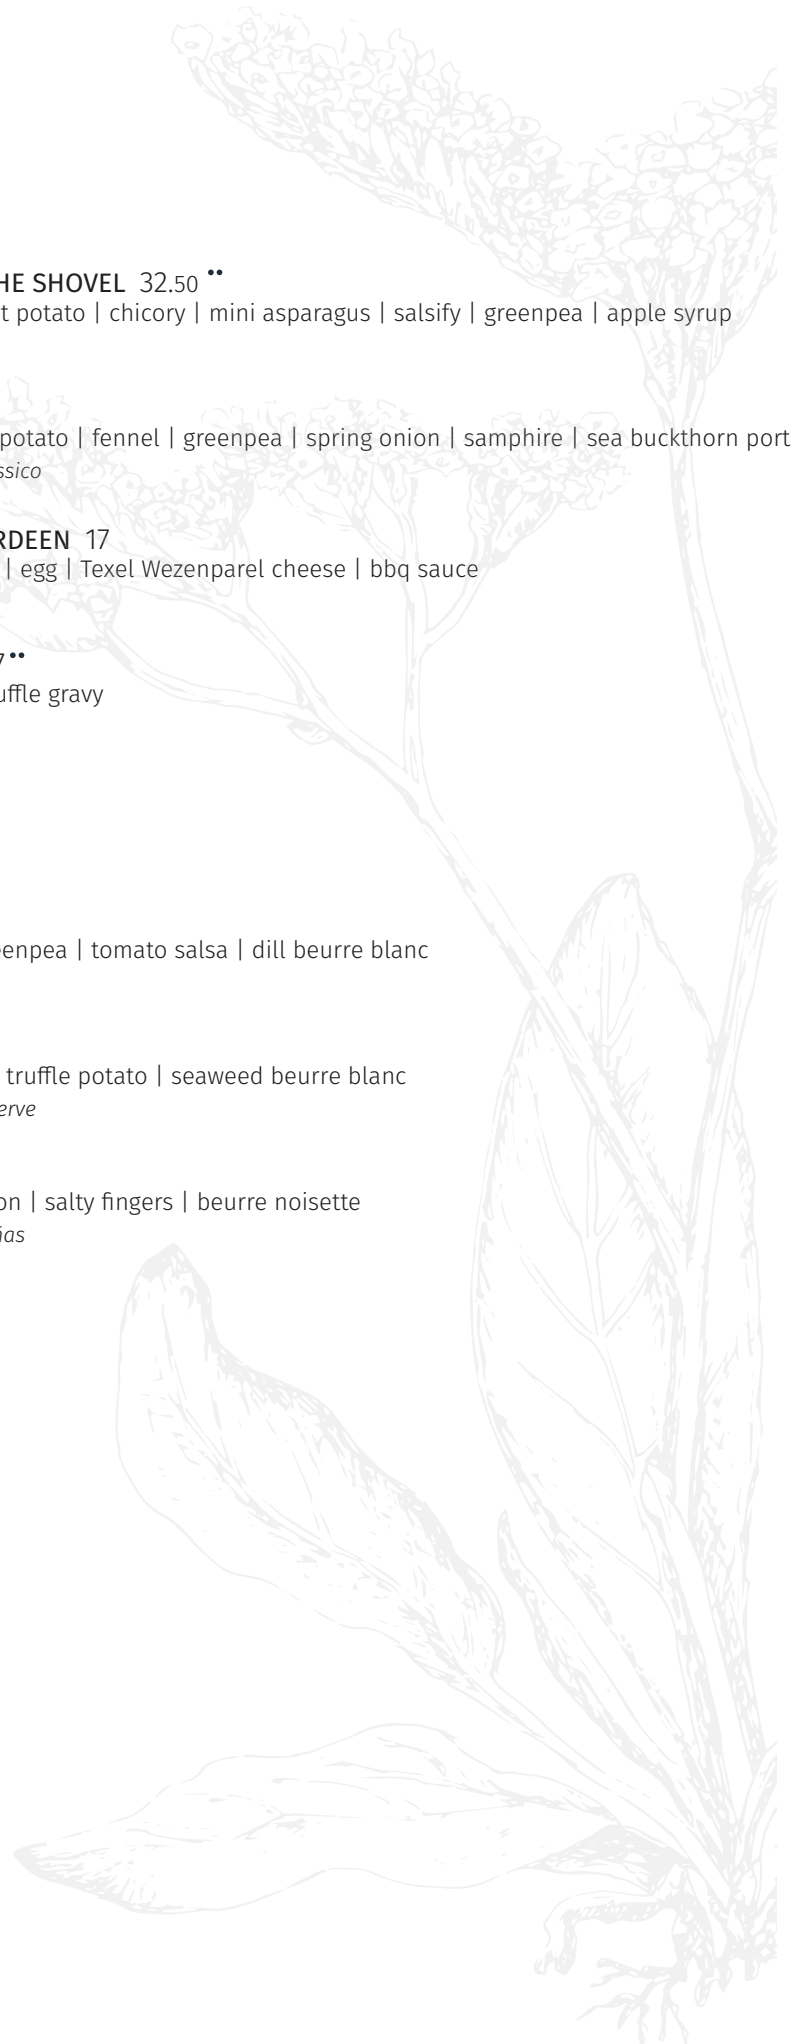 HE SHOVEL 32.50 ••
t potato | chicory | mini asparagus | salsify | greenpea | apple syrup
potato | fennel | greenpea | spring onion | samphire | sea buckthorn port
ssico
RDEEN 17
| egg | Texel Wezenparel cheese | bbq sauce
7 ••
uffle gravy
eenpea | tomato salsa | dill beurre blanc
truffle potato | seaweed beurre blanc
erve
on | salty fingers | beurre noisette
ñas